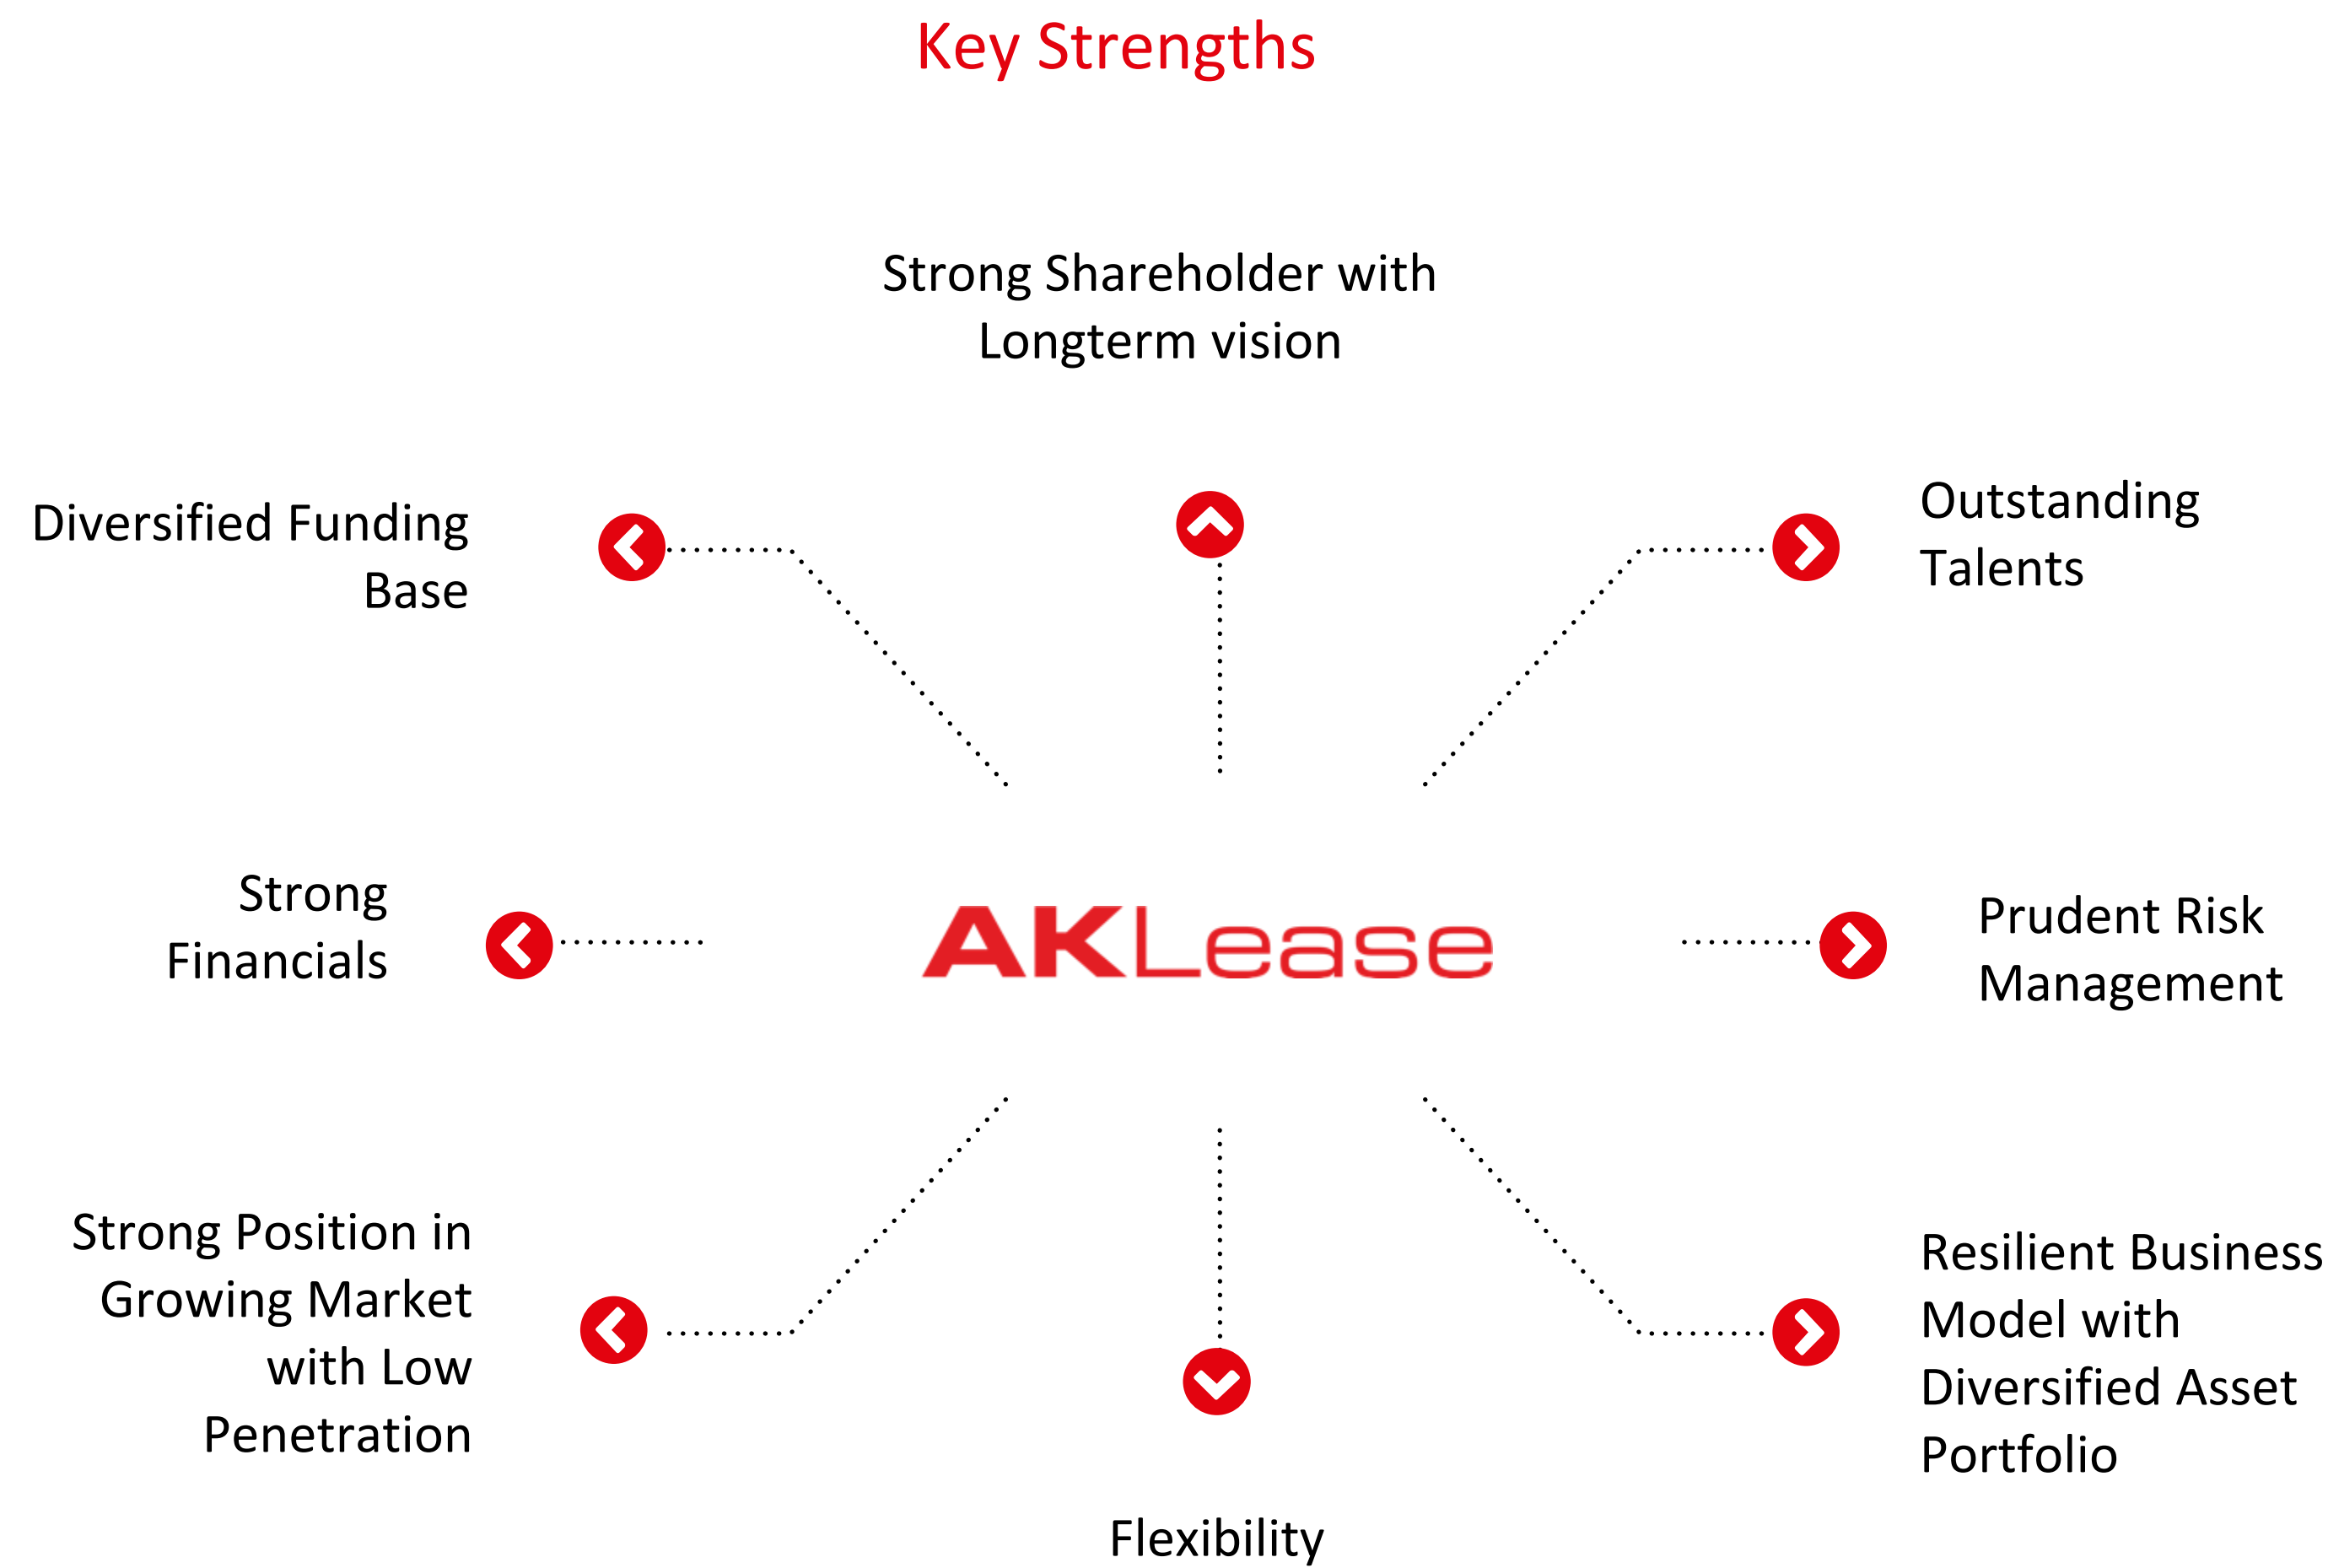 Key Strengths
Strong Shareholder with
Longterm vision
Diversified Funding
Base
Outstanding
Talents
Strong
Financials
AKLease
Prudent Risk
Management
Strong Position in
Growing Market
with Low
Penetration
Resilient Business
Model with
Diversified Asset
Portfolio
Flexibility